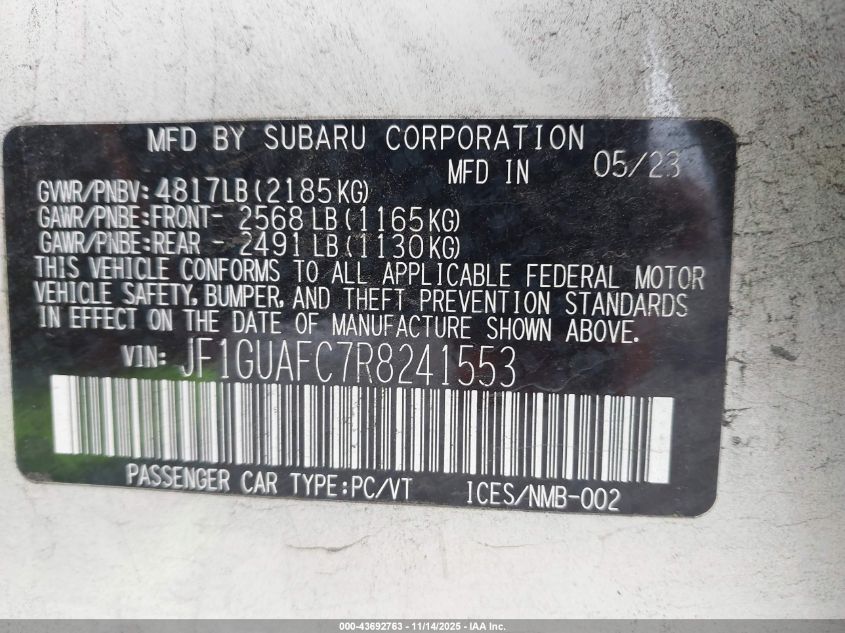 MFD BY SUBARU CORPORATION
MFD IN 05/23
GVWR/PNBV: 4817LB (2185KG)
GAWR/PNBE:FRONT- 2568 LB (1165KG)
GAWR/PNBE:REAR - 2491 LB (1130KG)
THIS VEHICLE CONFORMS TO ALL APPLICABLE FEDERAL MOTOR
VEHICLE SAFETY, BUMPER, AND THEFT PREVENTION STANDARDS
IN EFFECT ON THE DATE OF MANUFACTURE SHOWN ABOVE.
VIN: JF1GUAFC7R8241553
PASSENGER CAR TYPE:PC/VT ICES/NMB-002
000-43692763 - 11/14/2025 - IAA Inc.